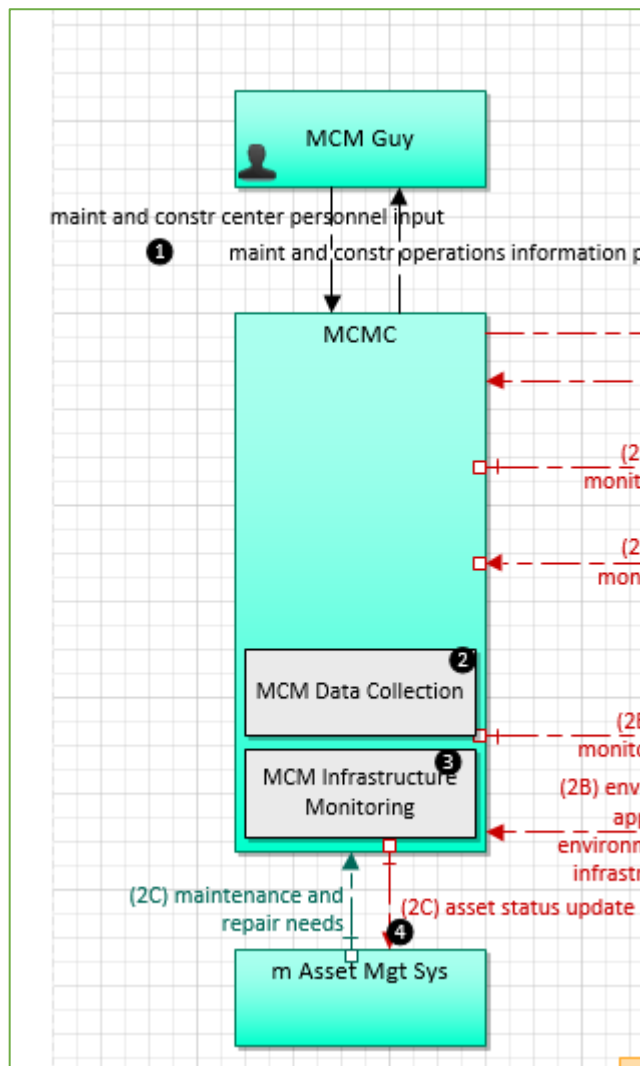 MCM Guy
maint and constr center personnel input
1
maint and constr operations information p
MCMC
(2
monit
(2
mon
2
MCM Data Collection
(2B
monito
3
MCM Infrastructure
Monitoring
(2B) env
app
environm
infrastr
(2C) maintenance and
repair needs
(2C) asset status update
4
m Asset Mgt Sys